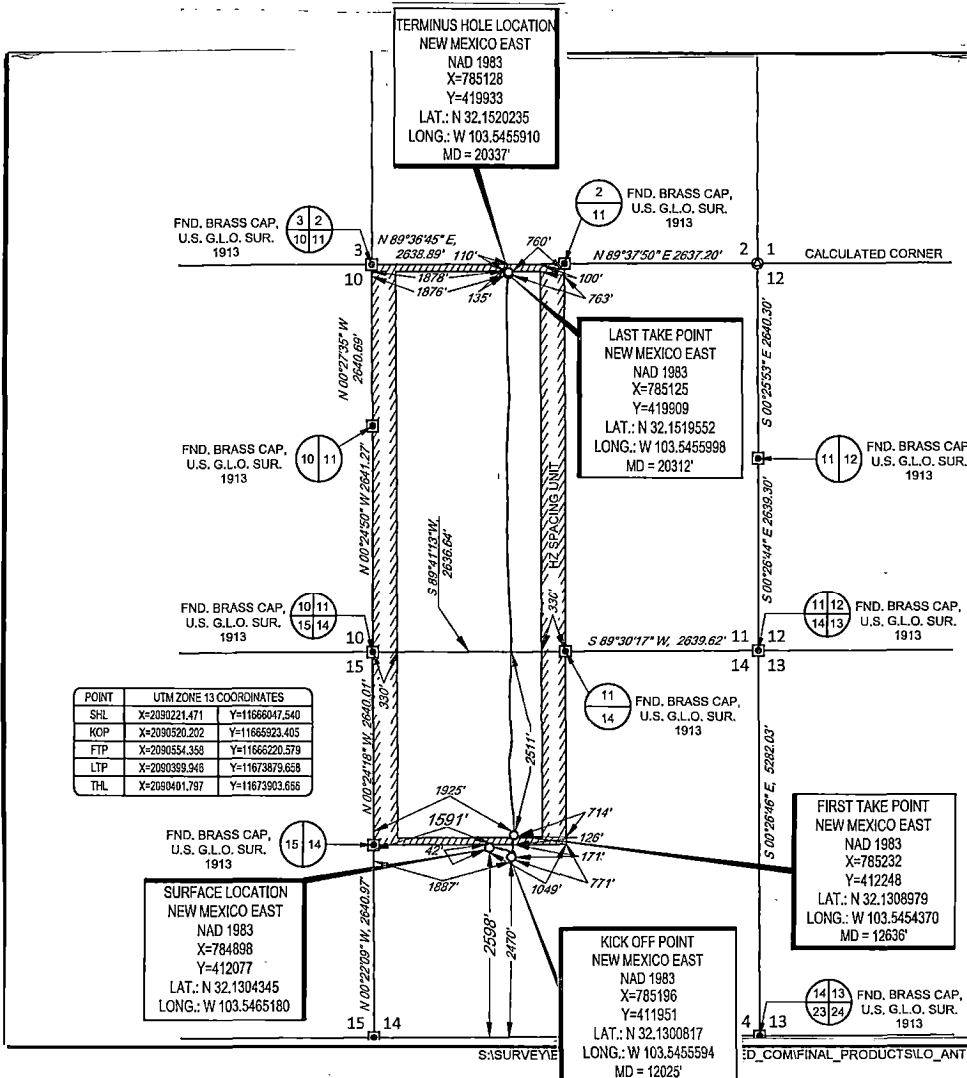 TERMINUS HOLE LOCATION
NEW MEXICO EAST
NAD 1983
X=785128
Y=419933
LAT.: N 32.1520235
LONG.: W 103.5455910
MD = 20337'
FND. BRASS CAP,
U.S. G.L.O. SUR.
1913
3 2
10 11
3
10
N 89°36'45" E,
2638.89'
110'
760'
2
11
FND. BRASS CAP,
U.S. G.L.O. SUR.
1913
N 89°37'50" E 2637.20'
2 1
12
CALCULATED CORNER
1878'
1876'
135'
100'
763'
N 00°27'35" W
2640.69'
S 00°25'53" E 2640.30'
LAST TAKE POINT
NEW MEXICO EAST
NAD 1983
X=785125
Y=419909
LAT.: N 32.1519552
LONG.: W 103.5455998
MD = 20312'
FND. BRASS CAP,
U.S. G.L.O. SUR.
1913
10 11
11 12
FND. BRASS CAP
U.S. G.L.O. SUR.
1913
N 00°24'50" W 2641.27'
HZ SPACING UNIT
S 00°26'44" E 2639.30'
S 89°41'13"W,
2636.64'
330'
FND. BRASS CAP,
U.S. G.L.O. SUR.
1913
10 11
15 14
10
15
S 89°30'17" W, 2639.62'
11 12
14 13
11 12
14 13
FND. BRASS CAP,
U.S. G.L.O. SUR.
1913
330'
11
14
FND. BRASS CAP,
U.S. G.L.O. SUR.
1913
POINT UTM ZONE 13 COORDINATES
SHL X=2090221.471 Y=11666047.540
KOP X=2090520.202 Y=11665923.405
FTP X=2090554.358 Y=11666220.579
LTP X=2090399.946 Y=11673879.658
THL X=2090401.797 Y=11673903.656
N 00°24'18" W, 2640.01'
2511'
S 00°26'46" E, 5282.03'
1925'
1591'
714'
126'
FND. BRASS CAP,
U.S. G.L.O. SUR.
1913
15 14
42'
171'
1887'
1049'
771'
FIRST TAKE POINT
NEW MEXICO EAST
NAD 1983
X=785232
Y=412248
LAT.: N 32.1308979
LONG.: W 103.5454370
MD = 12636'
SURFACE LOCATION
NEW MEXICO EAST
NAD 1983
X=784898
Y=412077
LAT.: N 32.1304345
LONG.: W 103.5465180
N 00°22'09" W, 2640.97'
2598'
2470'
KICK OFF POINT
NEW MEXICO EAST
NAD 1983
X=785196
Y=411951
LAT.: N 32.1300817
LONG.: W 103.5455594
MD = 12025'
15 14
4 13
14 13
23 24
FND. BRASS CAP,
U.S. G.L.O. SUR.
1913
S:\SURVEY\E
ED_COM\FINAL_PRODUCTS\LO_ANT